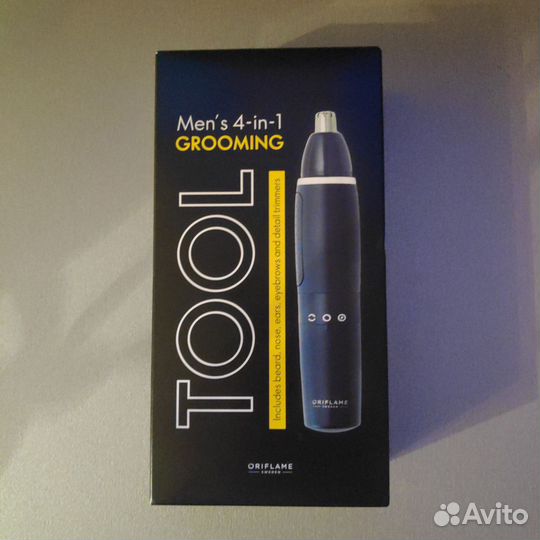 Men's 4-in-1
GROOMING
TOOL
Includes beard, nose, ears, eyebrows and detail trimmers
ORIFLAME
SWEDEN
ORIFLAME
SWEDEN
Avito